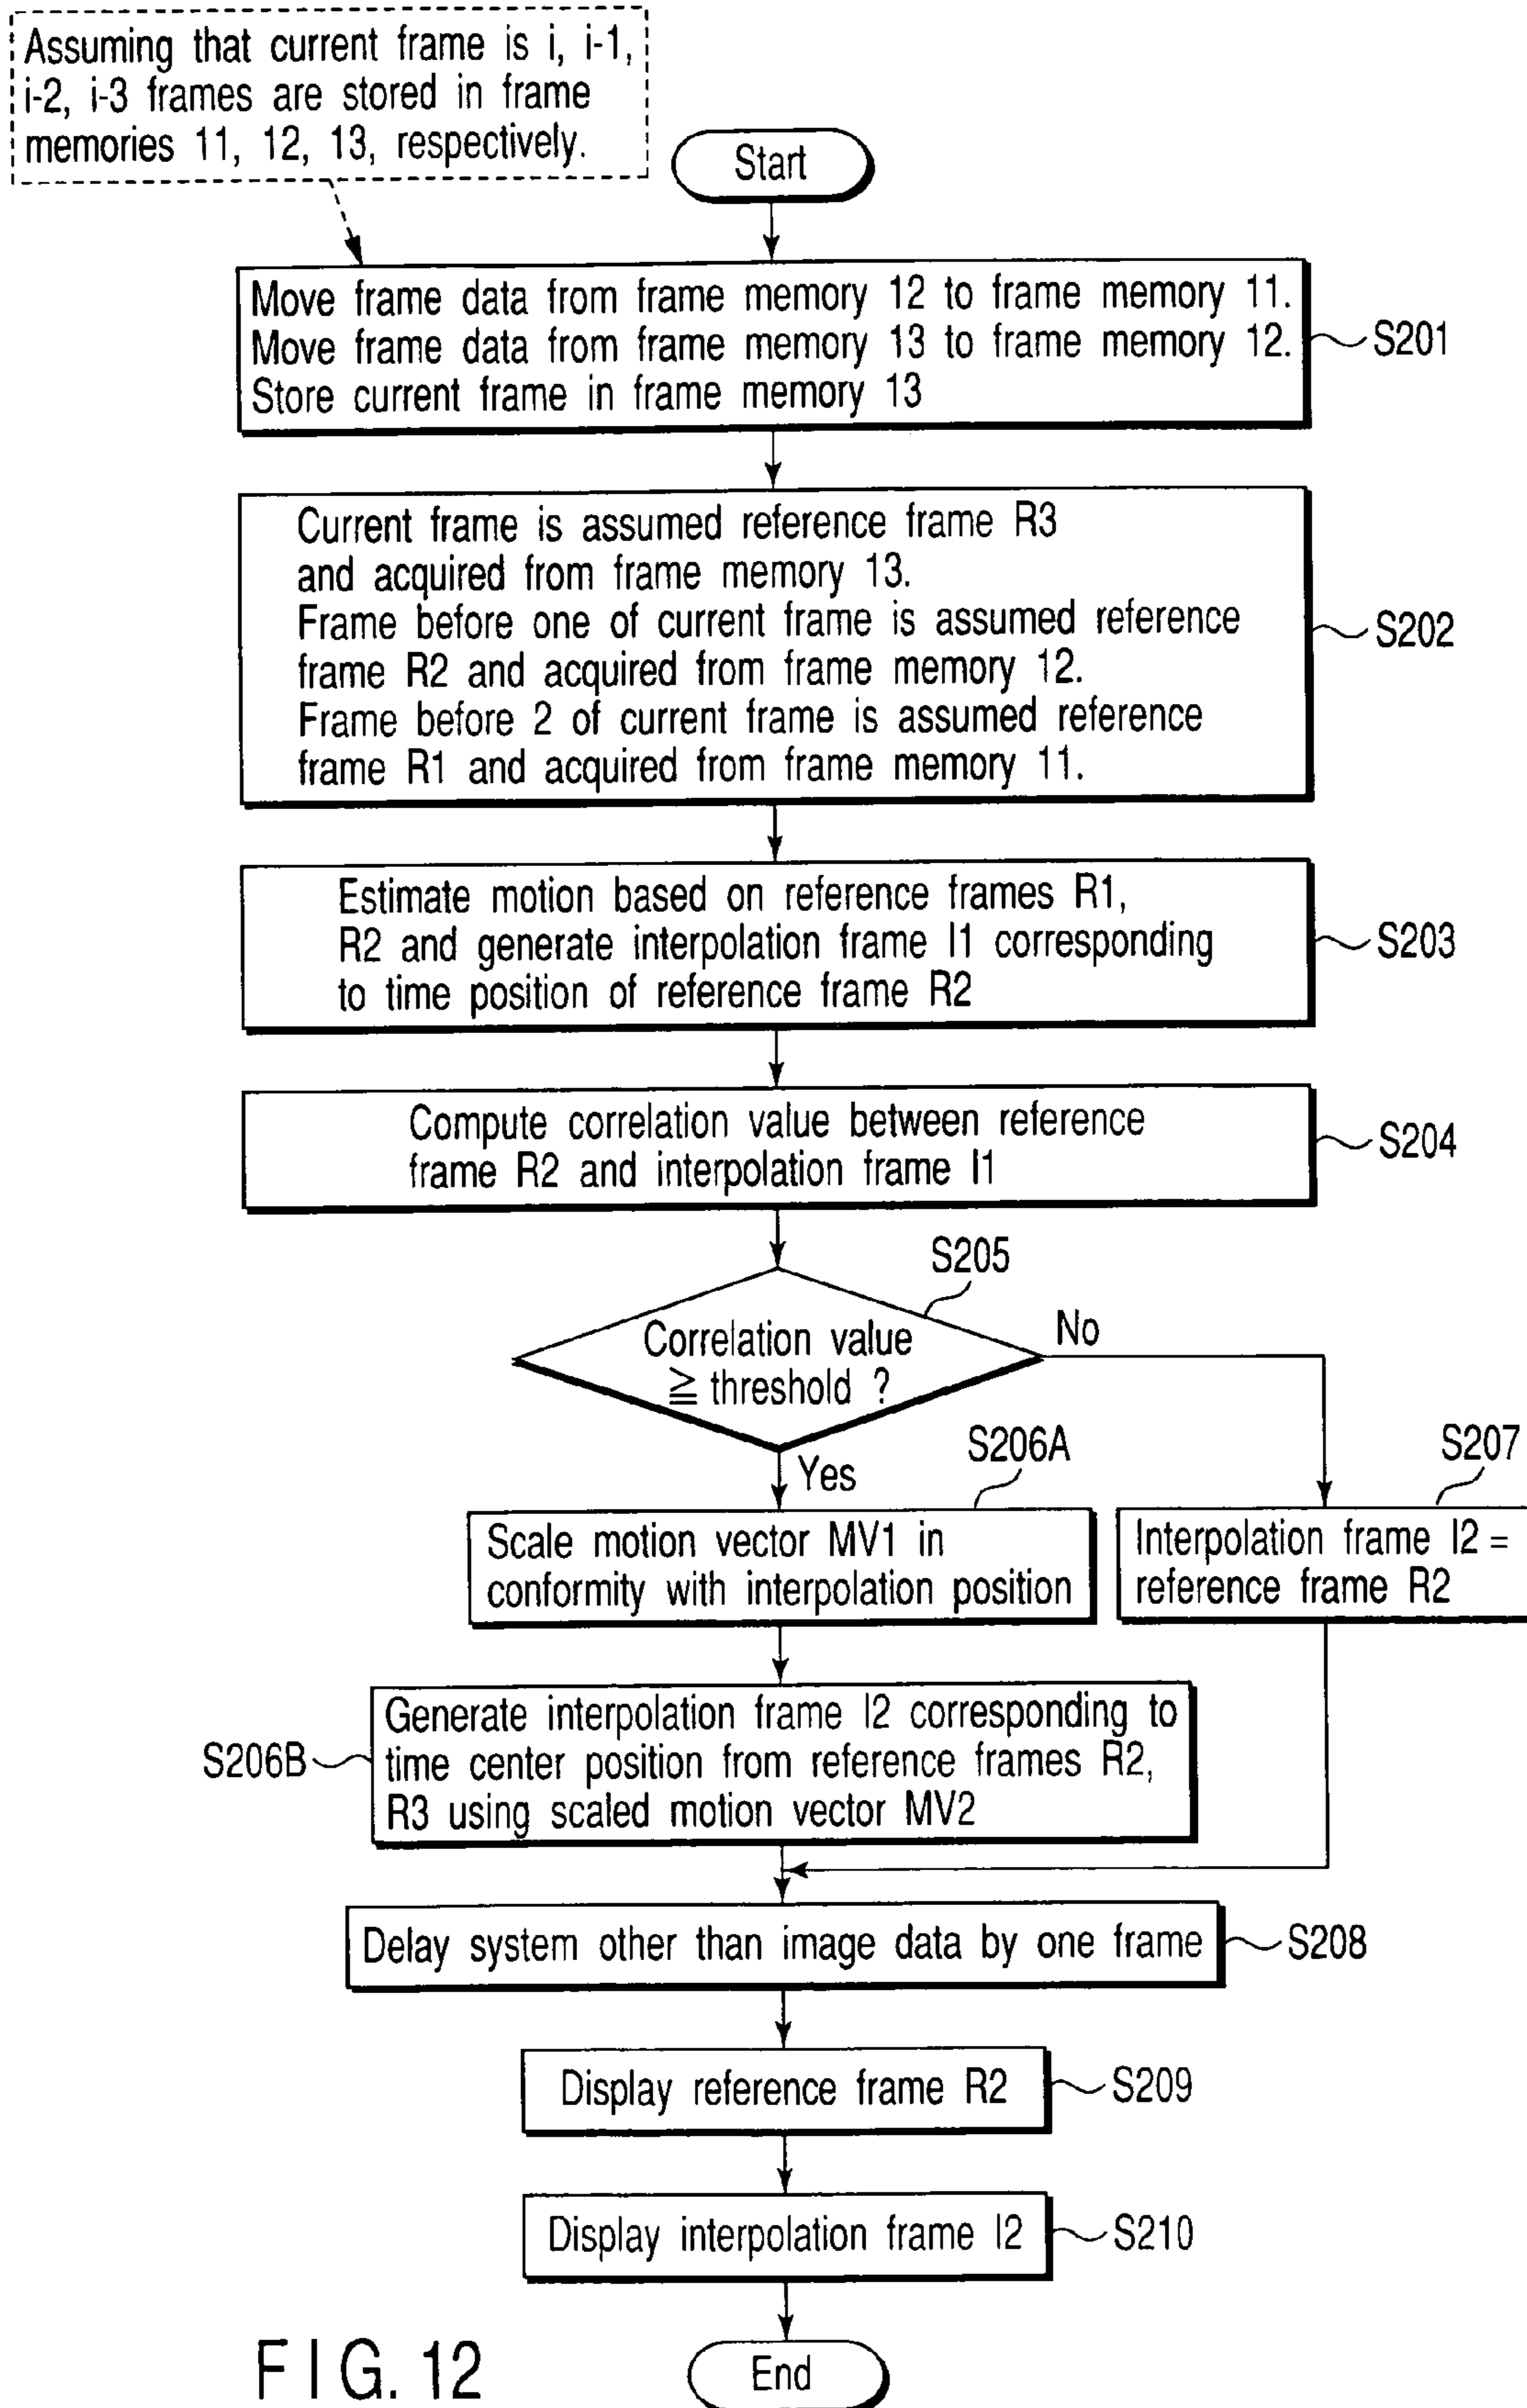 Assuming that current frame is i, i-1,
i-2, i-3 frames are stored in frame
memories 11, 12, 13, respectively.
Start
Move frame data from frame memory 12 to frame memory 11.
Move frame data from frame memory 13 to frame memory 12.
Store current frame in frame memory 13
S201
Current frame is assumed reference frame R3
and acquired from frame memory 13.
Frame before one of current frame is assumed reference
frame R2 and acquired from frame memory 12.
Frame before 2 of current frame is assumed reference
frame R1 and acquired from frame memory 11.
S202
Estimate motion based on reference frames R1,
R2 and generate interpolation frame I1 corresponding
to time position of reference frame R2
S203
Compute correlation value between reference
frame R2 and interpolation frame I1
S204
S205
Correlation value
≧ threshold ?
No
Yes
S206A
Scale motion vector MV1 in
conformity with interpolation position
S207
Interpolation frame I2 =
reference frame R2
Generate interpolation frame I2 corresponding to
time center position from reference frames R2,
R3 using scaled motion vector MV2
S206B
Delay system other than image data by one frame
S208
Display reference frame R2
S209
Display interpolation frame I2
S210
End
FIG. 12